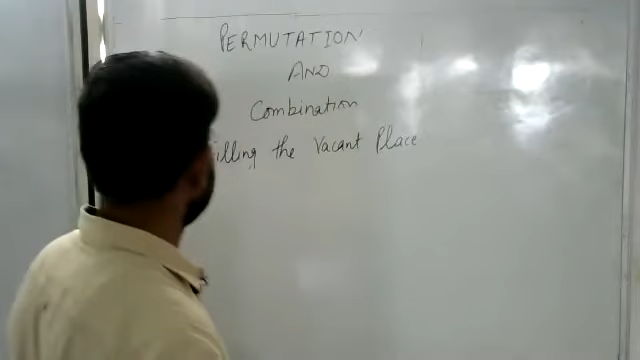 PERMUTATION
AND
Combination
illing the Vacant Place